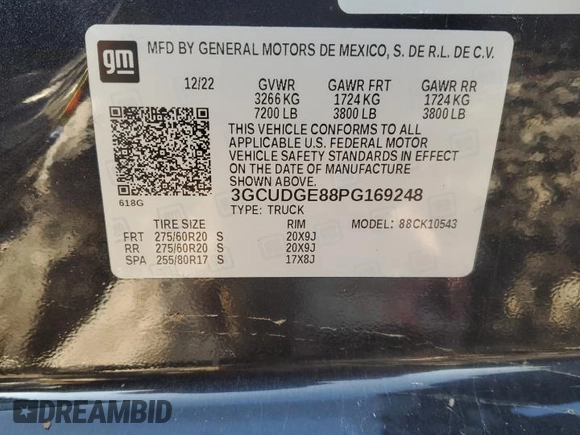 gm
MFD BY GENERAL MOTORS DE MEXICO, S. DE R.L. DE C.V.
12/22 GVWR GAWR FRT GAWR RR
3266 KG 1724 KG 1724 KG
7200 LB 3800 LB 3800 LB
THIS VEHICLE CONFORMS TO ALL
APPLICABLE U.S. FEDERAL MOTOR
VEHICLE SAFETY STANDARDS IN EFFECT
ON THE DATE OF MANUFACTURE
SHOWN ABOVE.
618G 3GCUDGE88PG169248
TYPE: TRUCK
TIRE SIZE RIM MODEL: 88CK10543
FRT 275/60R20 S 20X9J
RR 275/60R20 S 20X9J
SPA 255/80R17 S 17X8J
DREAMBID